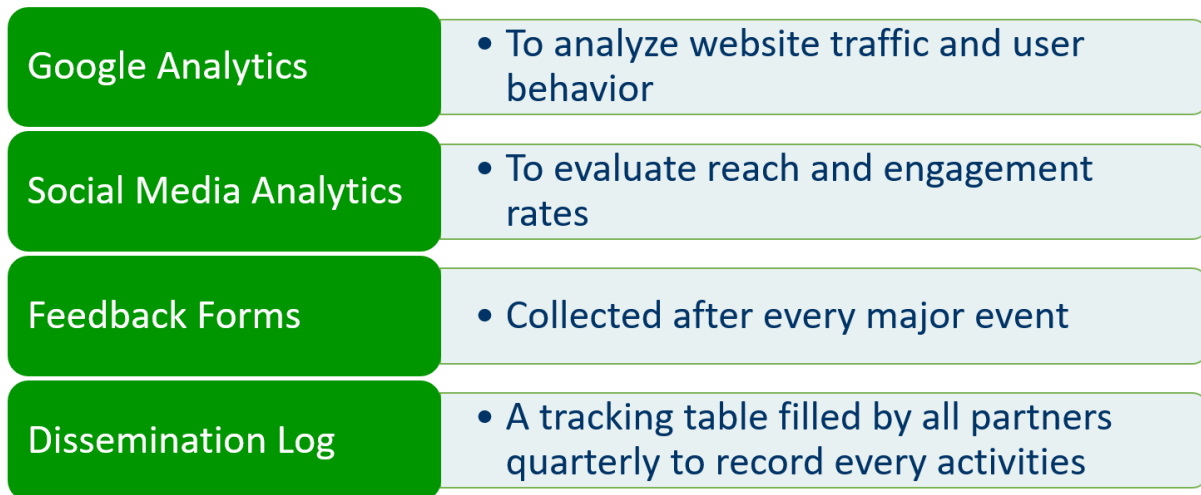 Google Analytics
• To analyze website traffic and user
behavior
Social Media Analytics
• To evaluate reach and engagement
rates
Feedback Forms
• Collected after every major event
Dissemination Log
• A tracking table filled by all partners
quarterly to record every activities